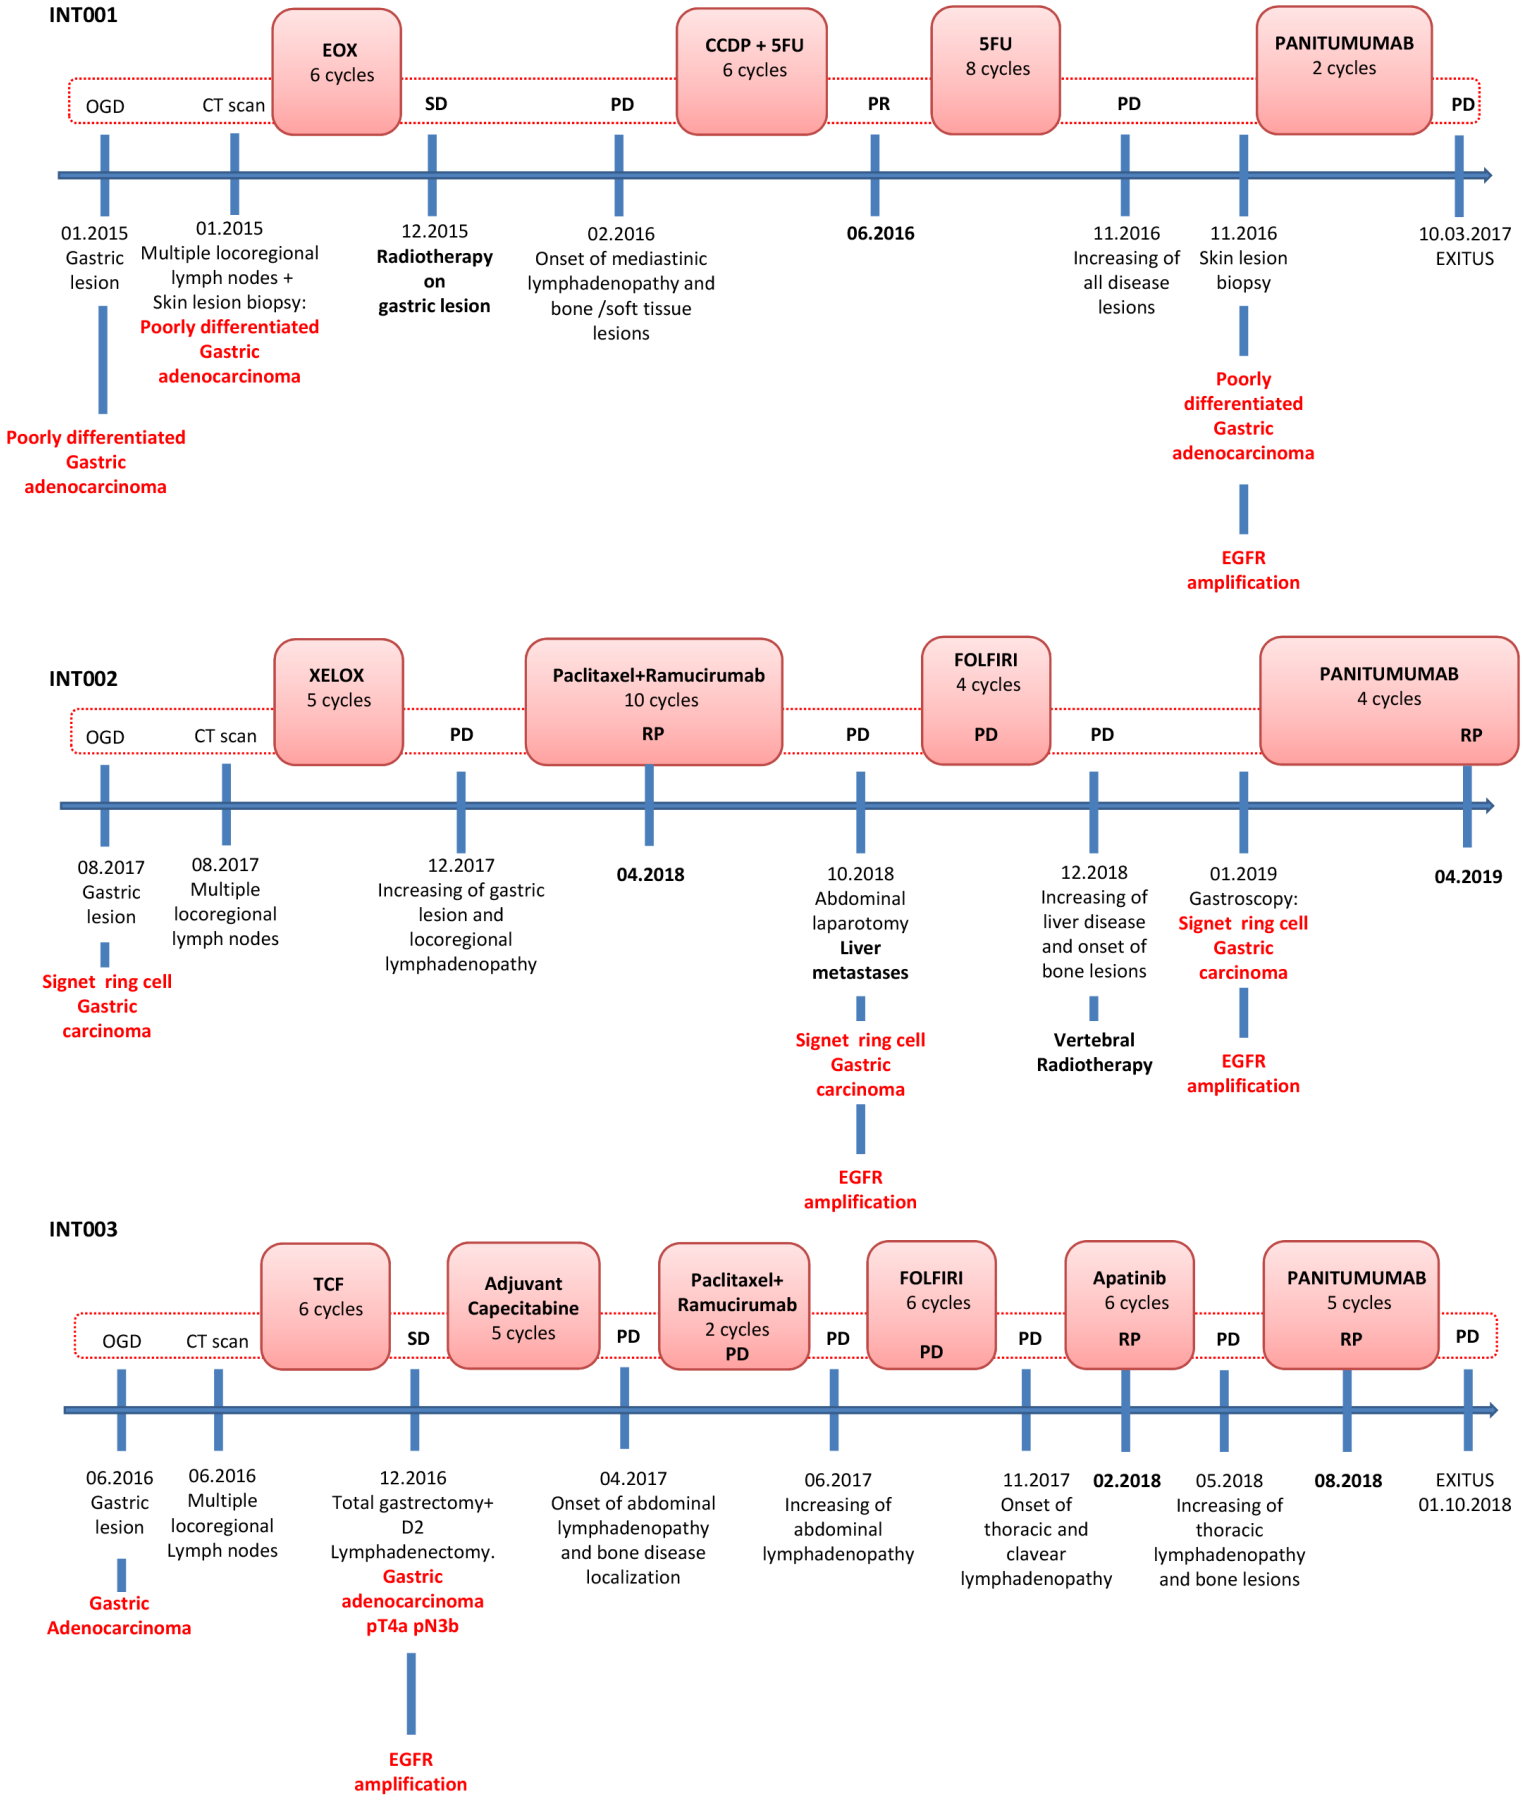 INT001
EOX
6 cycles
CCDP + 5FU
6 cycles
5FU
8 cycles
PANITUMUMAB
2 cycles
OGD
CT scan
SD
PD
PR
PD
PD
01.2015
Gastric
lesion
Poorly differentiated
Gastric
adenocarcinoma
01.2015
Multiple locoregional
lymph nodes +
Skin lesion biopsy:
Poorly differentiated
Gastric
adenocarcinoma
12.2015
Radiotherapy
on
gastric lesion
02.2016
Onset of mediastinic
lymphadenopathy and
bone /soft tissue
lesions
06.2016
11.2016
Increasing of
all disease
lesions
11.2016
Skin lesion
biopsy
Poorly
differentiated
Gastric
adenocarcinoma
EGFR
amplification
10.03.2017
EXITUS
INT002
XELOX
5 cycles
Paclitaxel+Ramucirumab
10 cycles
RP
FOLFIRI
4 cycles
PD
PANITUMUMAB
4 cycles
RP
OGD
CT scan
PD
PD
PD
08.2017
Gastric
lesion
Signet ring cell
Gastric
carcinoma
08.2017
Multiple
locoregional
lymph nodes
12.2017
Increasing of gastric
lesion and
locoregional
lymphadenopathy
04.2018
10.2018
Abdominal
laparotomy
Liver
metastases
Signet ring cell
Gastric
carcinoma
EGFR
amplification
12.2018
Increasing of
liver disease
and onset of
bone lesions
Vertebral
Radiotherapy
01.2019
Gastroscopy:
Signet ring cell
Gastric
carcinoma
EGFR
amplification
04.2019
INT003
TCF
6 cycles
Adjuvant
Capecitabine
5 cycles
Paclitaxel+
Ramucirumab
2 cycles
PD
FOLFIRI
6 cycles
PD
Apatinib
6 cycles
RP
PANITUMUMAB
5 cycles
RP
OGD
CT scan
SD
PD
PD
PD
PD
PD
06.2016
Gastric
lesion
Gastric
Adenocarcinoma
06.2016
Multiple
locoregional
Lymph nodes
12.2016
Total gastrectomy+
D2
Lymphadenectomy.
Gastric
adenocarcinoma
pT4a pN3b
EGFR
amplification
04.2017
Onset of abdominal
lymphadenopathy
and bone disease
localization
06.2017
Increasing of
abdominal
lymphadenopathy
11.2017
Onset of
thoracic and
clavear
lymphadenopathy
02.2018
05.2018
Increasing of
thoracic
lymphadenopathy
and bone lesions
08.2018
EXITUS
01.10.2018